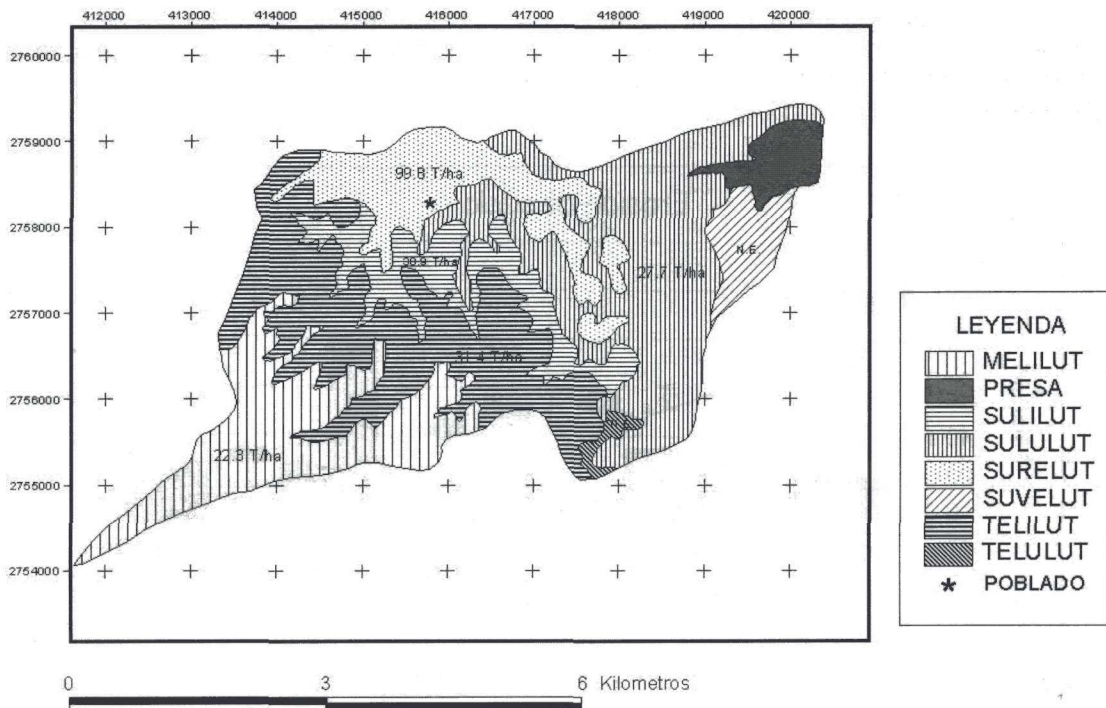 412000 413000 414000 415000 416000 417000 418000 419000 420000
2760000
2759000
2758000
2757000
2756000
2755000
2754000
99.8 T/ha
T/ha
27.7 T/ha
N.E.
31.4 T/ha
22.3 T/ha
LEYENDA
MELILUT
PRESA
SULILUT
SULULUT
SURELUT
SUVELUT
TELILUT
TELULUT
* POBLADO
0 3 6 Kilometros